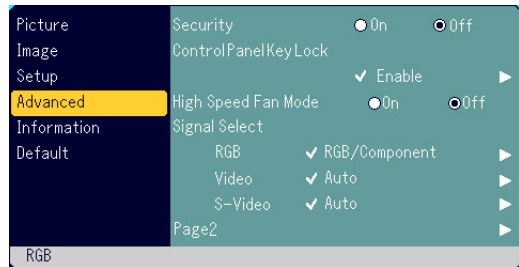 Picture
Image
Setup
Advanced
Information
Default
Security On Off
ControlPanelKeyLock
Enable
High Speed Fan Mode On Off
Signal Select
RGB RGB/Component
Video Auto
S-Video Auto
Page2
RGB